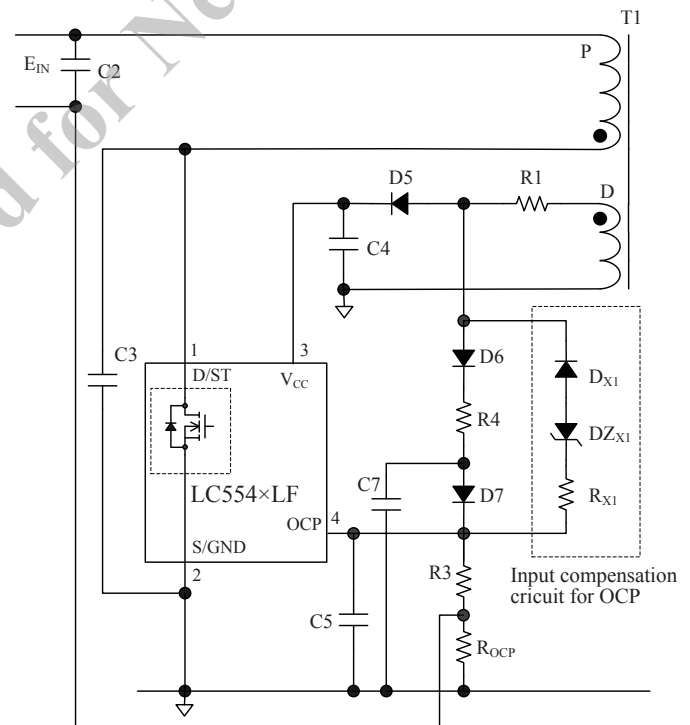 d for N
T1
P
E_IN
C2
D5
R1
D
C4
C3
1
3
D/ST
V_CC
D6
D_X1
R4
DZ_X1
C7
LC554×LF
D7
R_X1
OCP
4
S/GND
R3
2
Input compensation
cricuit for OCP
C5
R_OCP